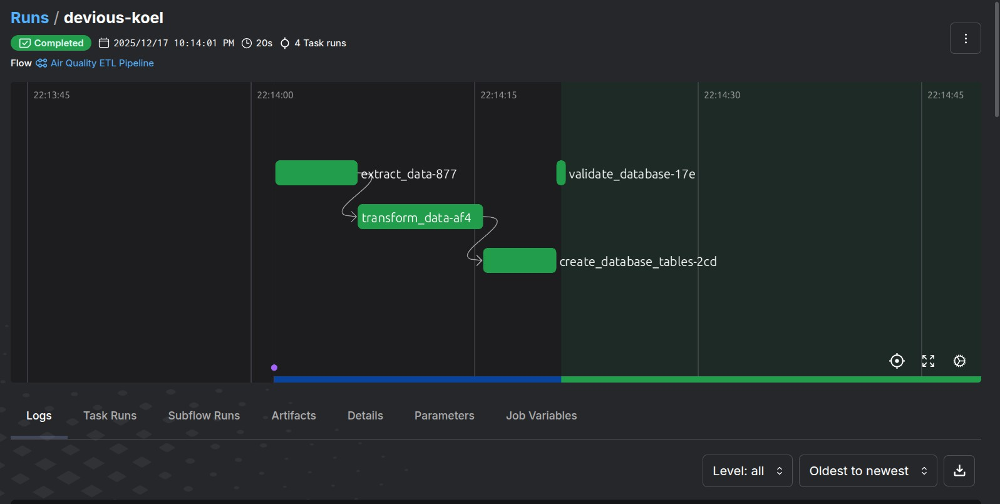 Runs / devious-koel
Completed 2025/12/17 10:14:01 PM 20s 4 Task runs
Flow Air Quality ETL Pipeline
22:13:45 22:14:00 22:14:15 22:14:30 22:14:45
extract_data-877 validate_database-17e
transform_data-af4
create_database_tables-2cd
Logs Task Runs Subflow Runs Artifacts Details Parameters Job Variables
Level: all Oldest to newest